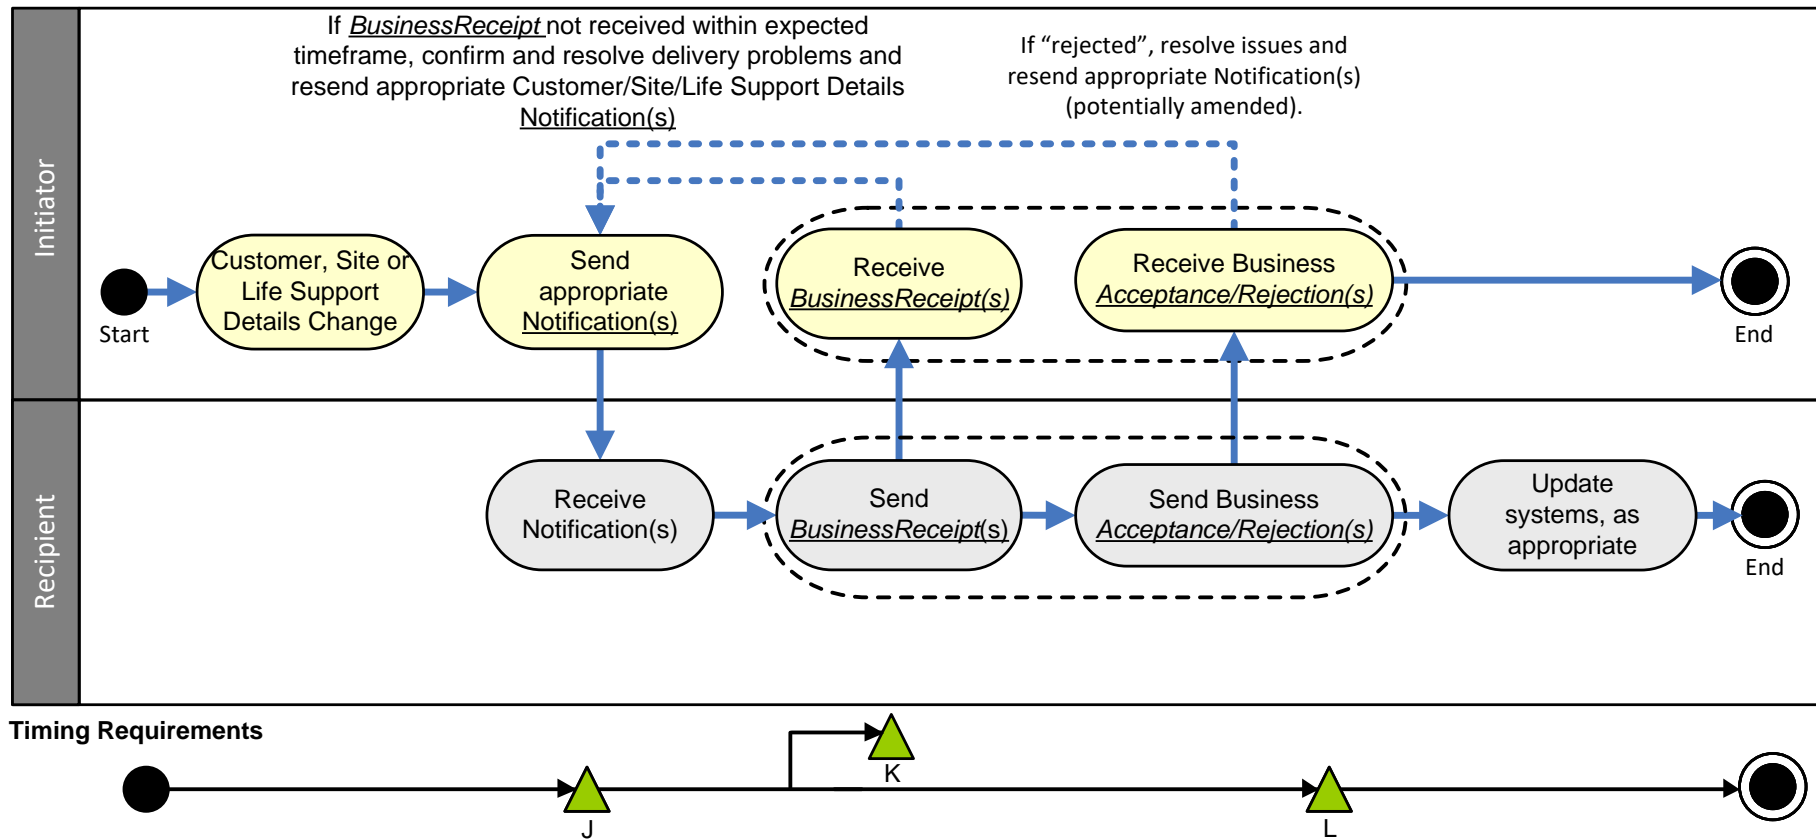 If BusinessReceipt not received within expected
timeframe, confirm and resolve delivery problems and
resend appropriate Customer/Site/Life Support Details
Notification(s)
If “rejected”, resolve issues and
resend appropriate Notification(s)
(potentially amended).
Initiator
Start
Customer, Site or
Life Support
Details Change
Send
appropriate
Notification(s)
Receive
BusinessReceipt(s)
Receive Business
Acceptance/Rejection(s)
End
Recipient
Receive
Notification(s)
Send
BusinessReceipt(s)
Send Business
Acceptance/Rejection(s)
Update
systems, as
appropriate
End
Timing Requirements
K
J
L